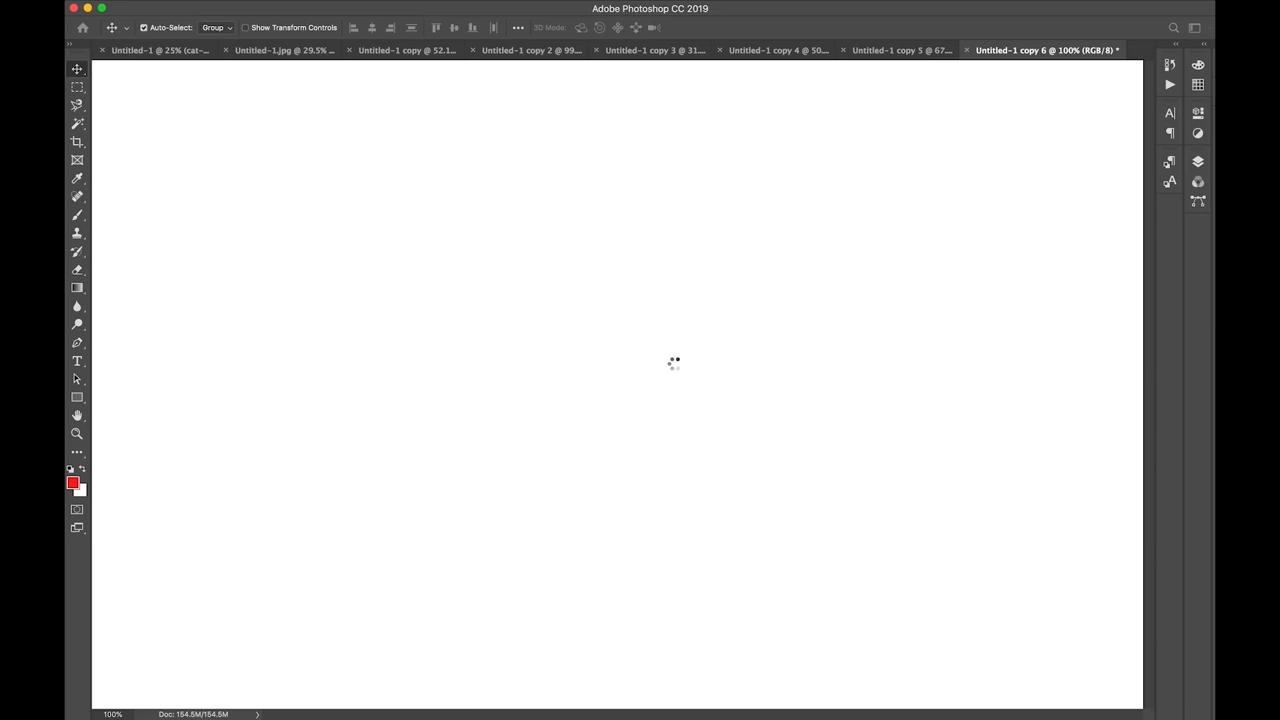 Adobe Photoshop CC 2019
Auto-Select: Group Show Transform Controls 3D Mode:
Untitled-1 @ 25% (cat-... Untitled-1.jpg @ 29.5% ... Untitled-1 copy @ 52.1... Untitled-1 copy 2 @ 99.... Untitled-1 copy 3 @ 31.... Untitled-1 copy 4 @ 50.... Untitled-1 copy 5 @ 67.... Untitled-1 copy 6 @ 100% (RGB/8) *
100% Doc: 154.5M/154.5M